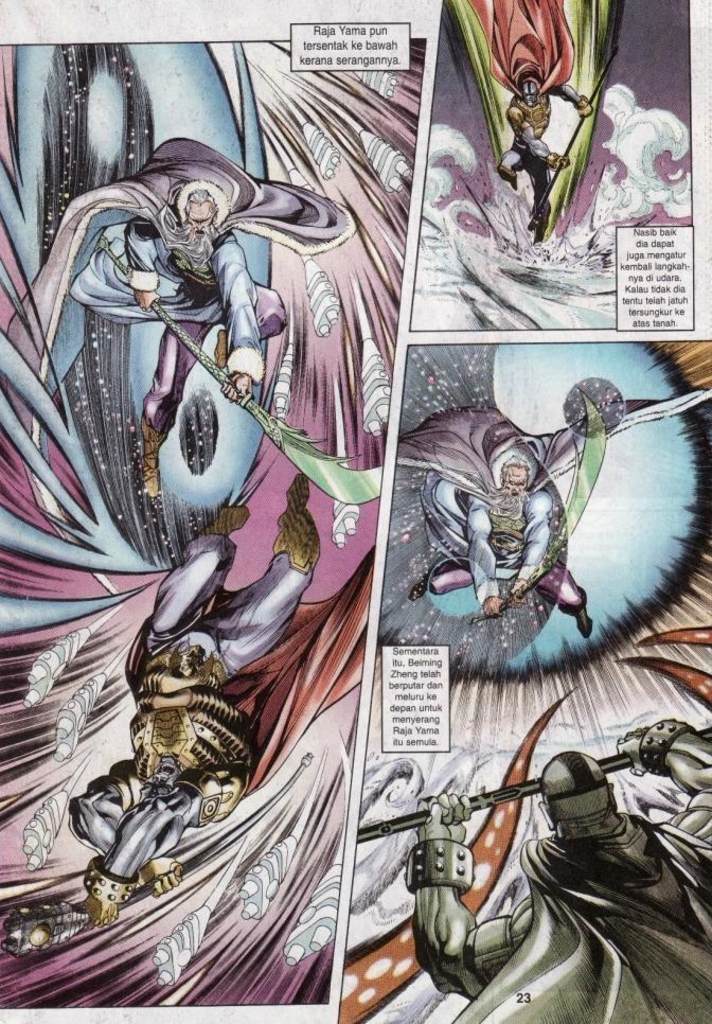 Raja Yama pun
tersentak ke bawah
kerana serangannya.
Nasib baik
dia dapat
juga mengatur
kembali langkah-
nya di udara.
Kalau tidak dia
tentu telah jatuh
tersungkur ke
atas tanah.
Sementara
itu, Beiming
Zheng telah
berputar dan
meluru ke
depan untuk
menyerang
Raja Yama
itu semula.
23